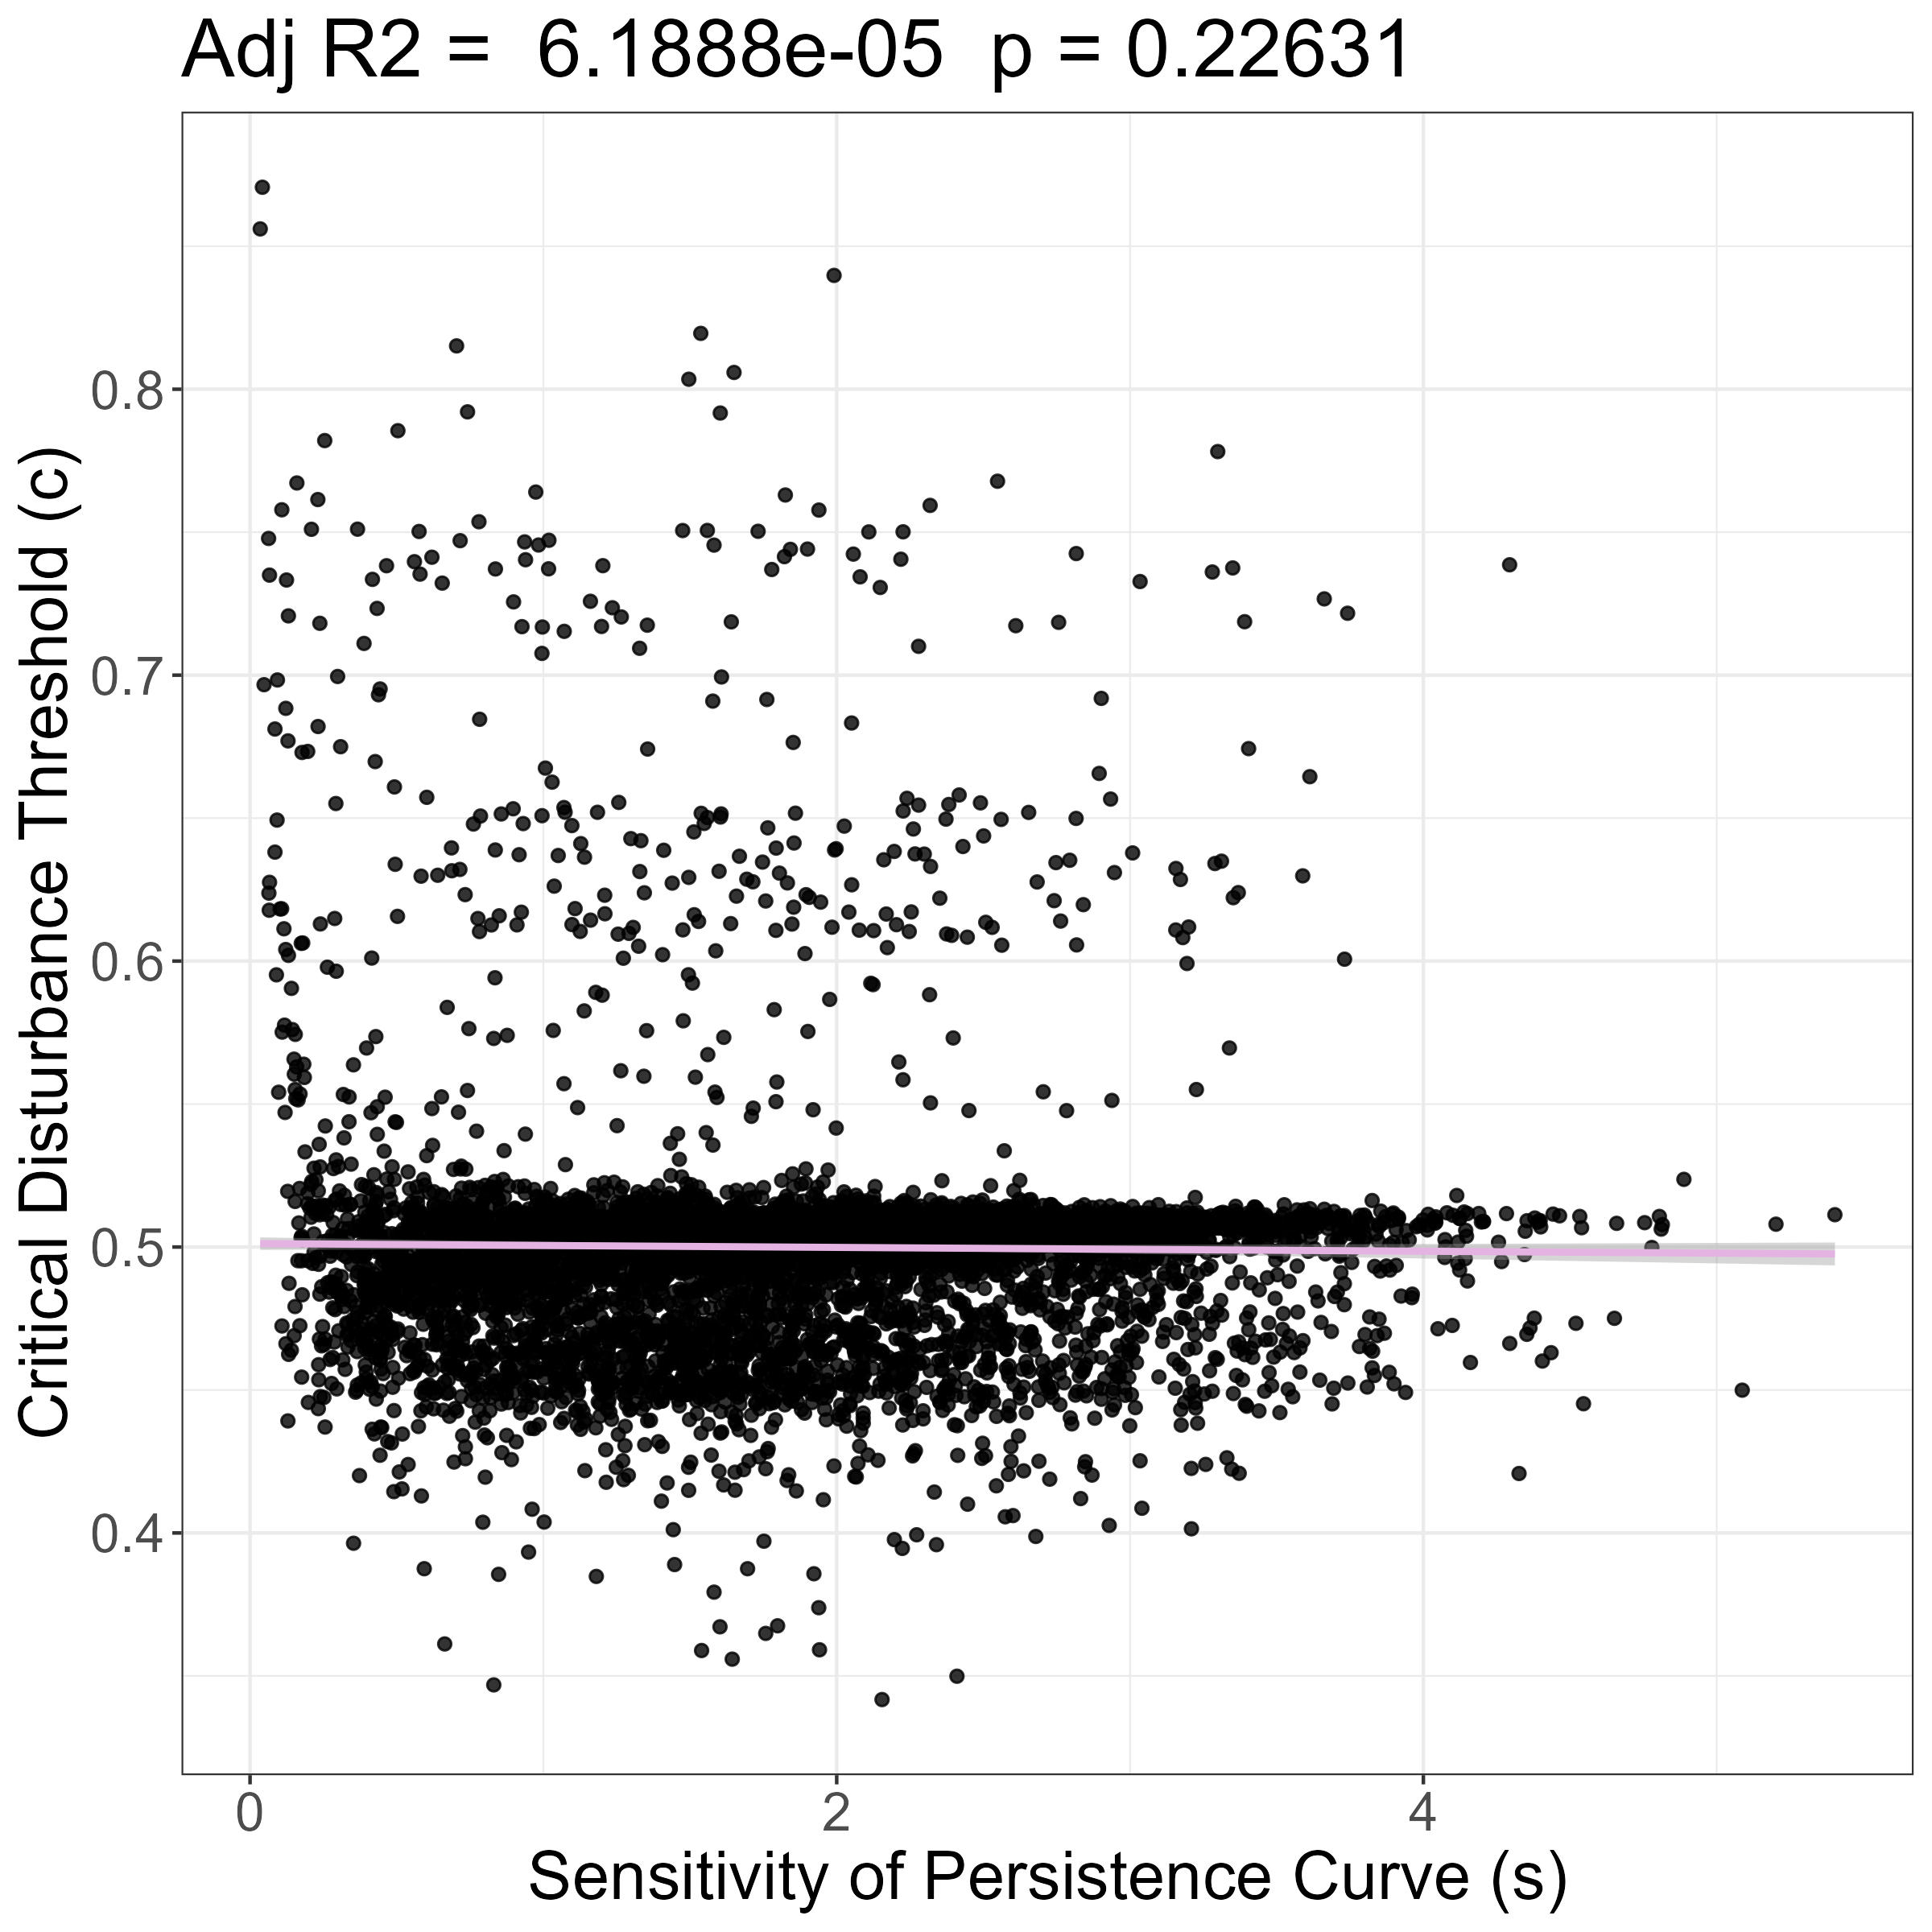 Adj R2 =  6.1888e-05  p = 0.22631
Critical Disturbance Threshold (c)
0.8
0.7
0.6
0.5
0.4
0
2
4
Sensitivity of Persistence Curve (s)